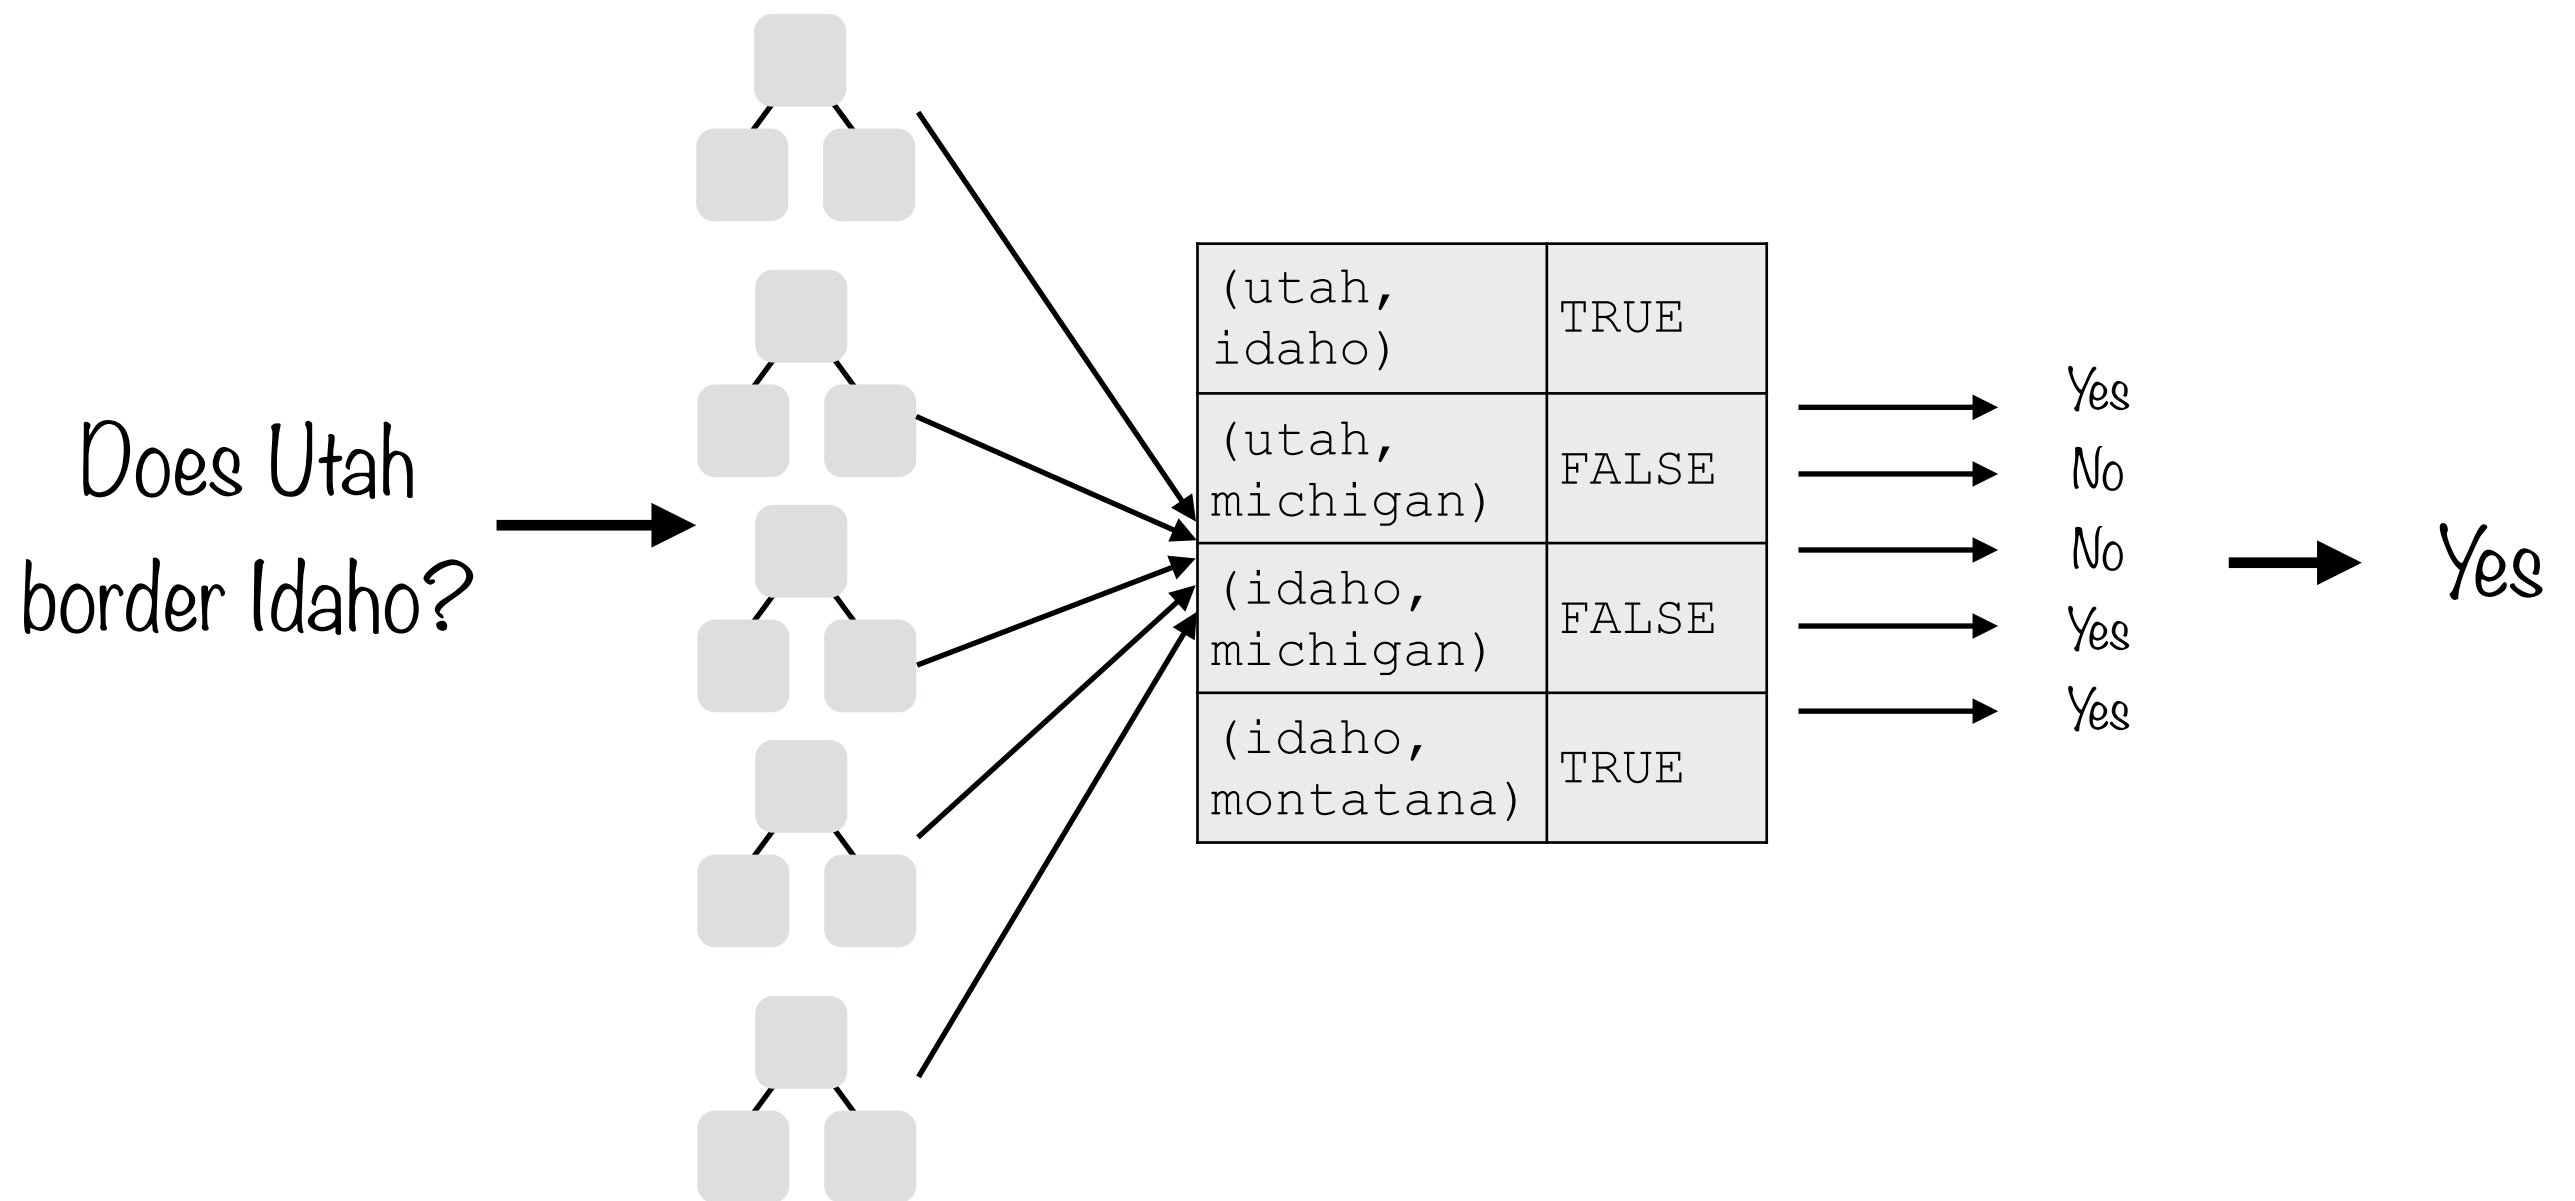 Does Utah
border Idaho?
(utah,
idaho)
TRUE
(utah,
michigan)
FALSE
(idaho,
michigan)
FALSE
(idaho,
montatana)
TRUE
Yes
No
No
Yes
Yes
Yes